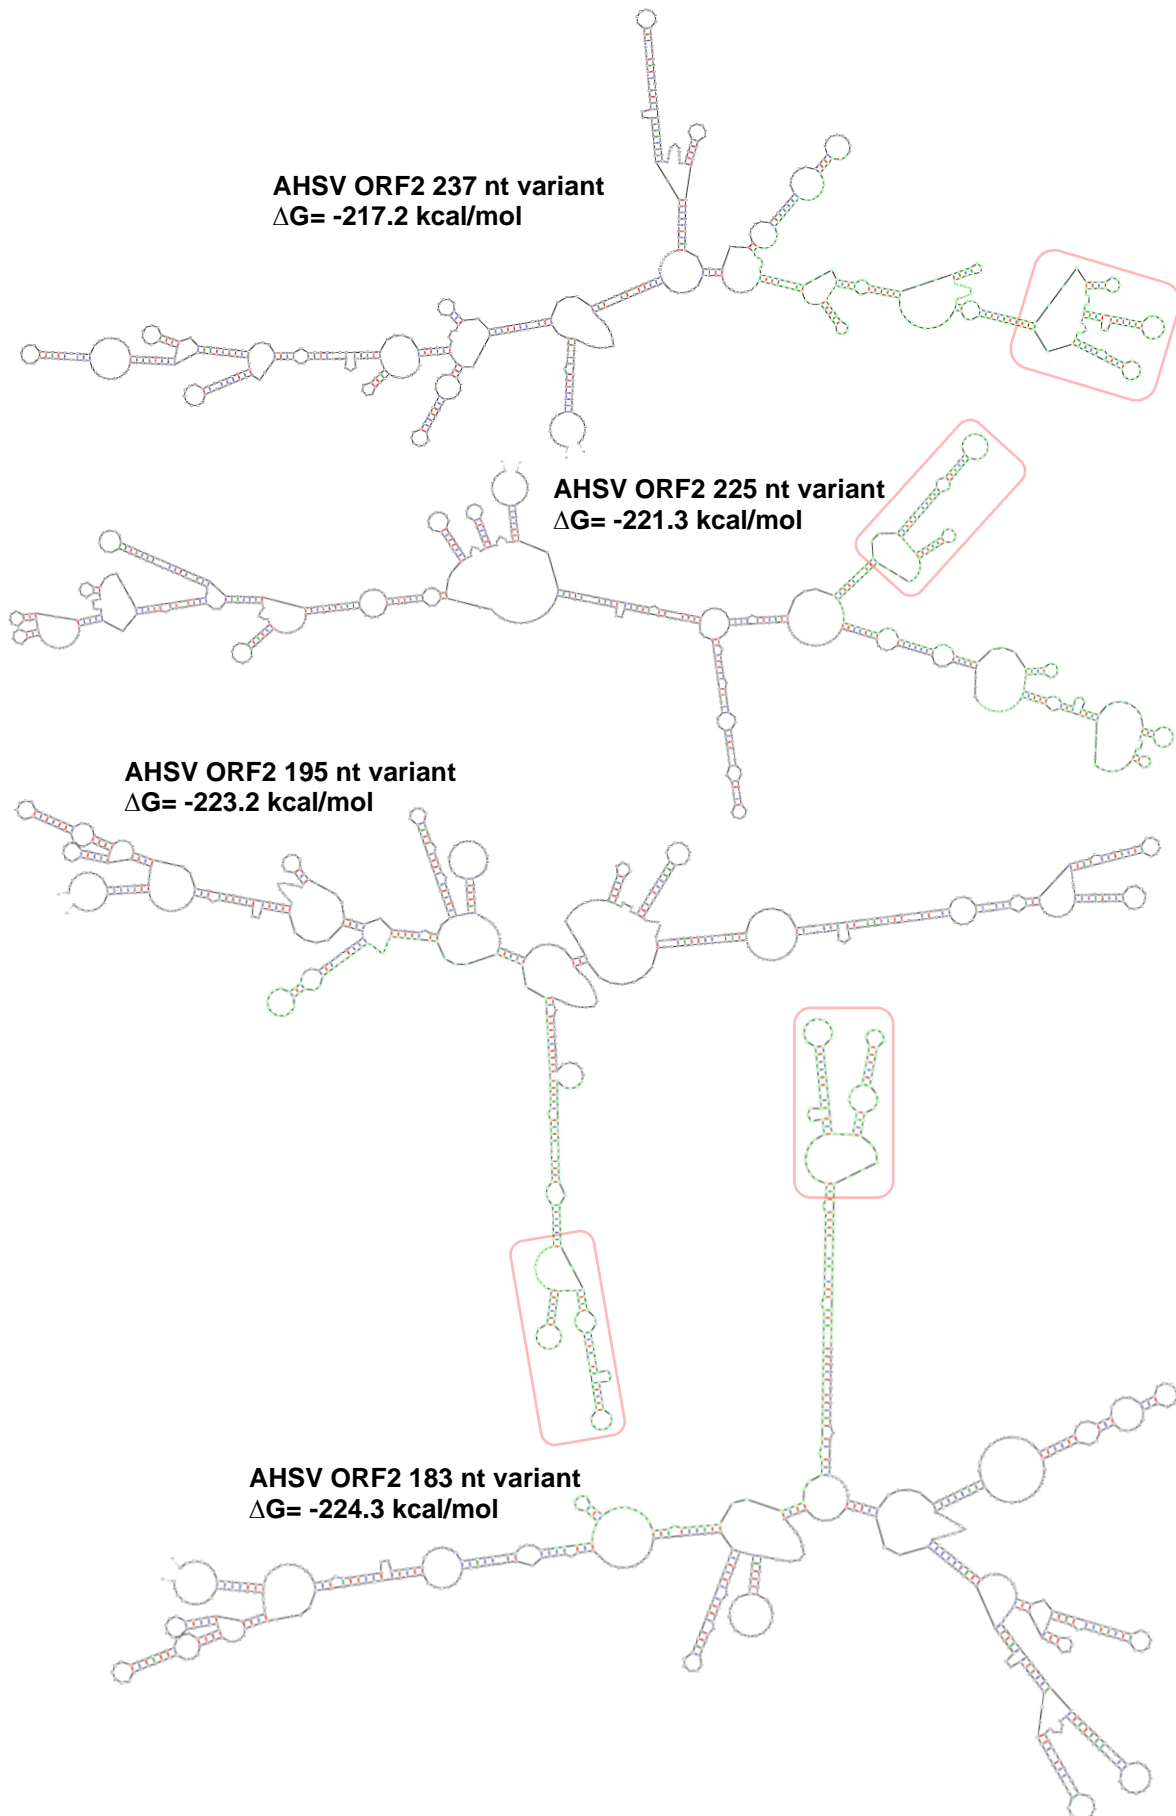 AHSV ORF2 237 nt variant
ΔG= -217.2 kcal/mol
AHSV ORF2 225 nt variant
ΔG= -221.3 kcal/mol
AHSV ORF2 195 nt variant
ΔG= -223.2 kcal/mol
AHSV ORF2 183 nt variant
ΔG= -224.3 kcal/mol